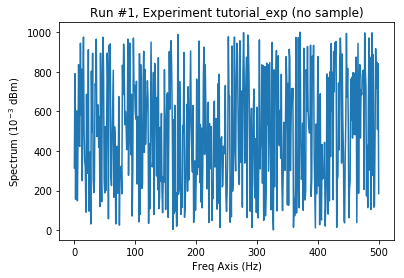 Run #1, Experiment tutorial_exp (no sample)
1000
800
600
400
200
0
Spectrum (10⁻³ dBm)
0 100 200 300 400 500
Freq Axis (Hz)